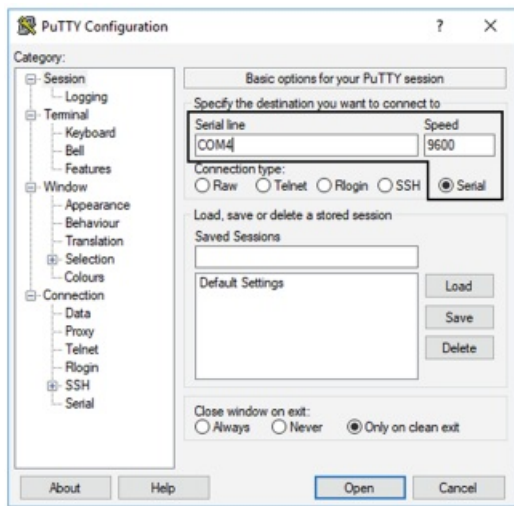 PuTTY Configuration
?
Category:
Session
Logging
Terminal
Keyboard
Bell
Features
Window
Appearance
Behaviour
Translation
Selection
Colours
Connection
Data
Proxy
Telnet
Rlogin
SSH
Serial
Basic options for your PuTTY session
Specify the destination you want to connect to
Serial line Speed
COM4 9600
Connection type:
Raw Telnet Rlogin SSH Serial
Load, save or delete a stored session
Saved Sessions
Default Settings
Load
Save
Delete
Close window on exit:
Always Never Only on clean exit
About Help Open Cancel